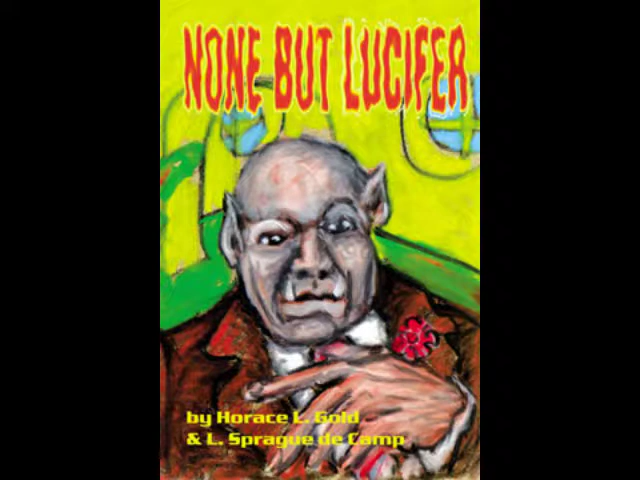 NONE BUT LUCIFER
by Horace L. Gold
& L. Sprague de Camp